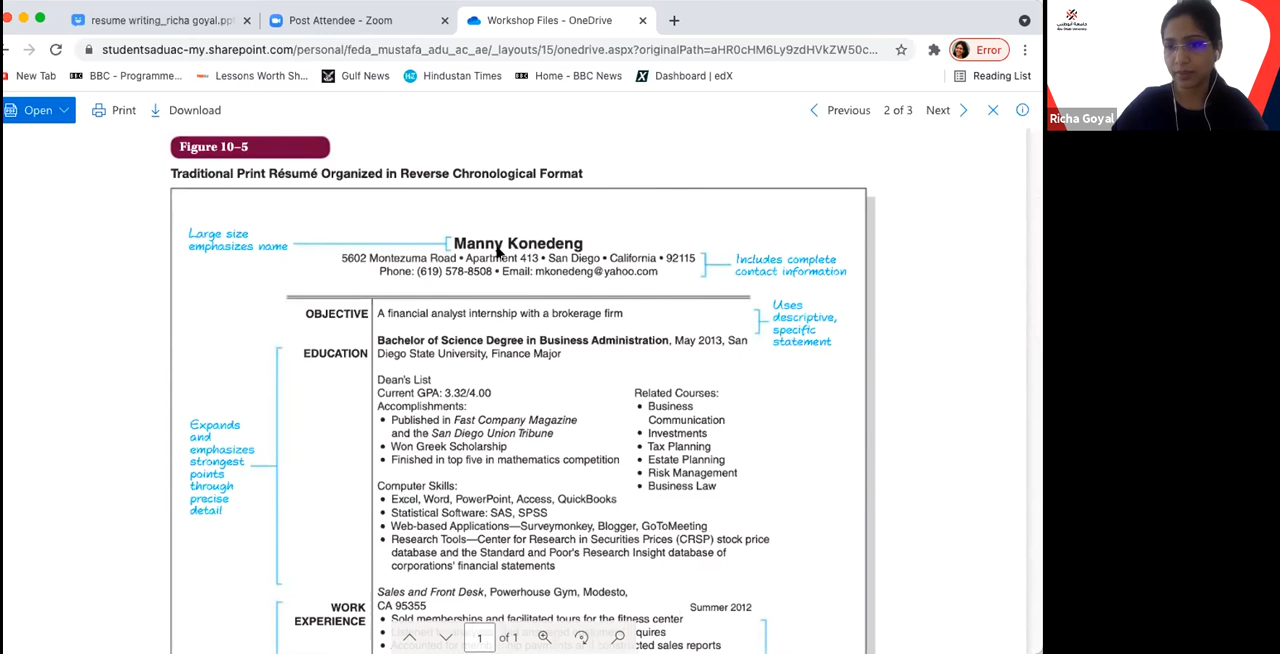 resume writing_richa goyal.ppt
Post Attendee - Zoom
Workshop Files - OneDrive
studentsaduac-my.sharepoint.com/personal/feda_mustafa_adu_ac_ae/_layouts/15/onedrive.aspx?originalPath=aHR0cHM6Ly9zdHVkZW50c...
Error
New Tab
BBC - Programme...
Lessons Worth Sh...
Gulf News
Hindustan Times
Home - BBC News
Dashboard | edX
Reading List
Open
Print
Download
Previous
2 of 3
Next
Richa Goyal
Figure 10–5
Traditional Print Résumé Organized in Reverse Chronological Format
Large size
emphasizes name
Manny Konedeng
5602 Montezuma Road • Apartment 413 • San Diego • California • 92115
Phone: (619) 578-8508 • Email: mkonedeng@yahoo.com
Includes complete
contact information
OBJECTIVE
A financial analyst internship with a brokerage firm
Uses
descriptive,
specific
statement
EDUCATION
Bachelor of Science Degree in Business Administration, May 2013, San
Diego State University, Finance Major
Dean's List
Current GPA: 3.32/4.00
Accomplishments:
• Published in Fast Company Magazine
and the San Diego Union Tribune
• Won Greek Scholarship
• Finished in top five in mathematics competition
Related Courses:
• Business
Communication
• Investments
• Tax Planning
• Estate Planning
• Risk Management
• Business Law
Expands
and
emphasizes
strongest
points
through
precise
detail
Computer Skills:
• Excel, Word, PowerPoint, Access, QuickBooks
• Statistical Software: SAS, SPSS
• Web-based Applications—Surveymonkey, Blogger, GoToMeeting
• Research Tools—Center for Research in Securities Prices (CRSP) stock price
database and the Standard and Poor's Research Insight database of
corporations' financial statements
WORK
EXPERIENCE
Sales and Front Desk, Powerhouse Gym, Modesto,
CA 95355
Summer 2012
• Sold memberships and facilitated tours for the fitness center
1 of 1